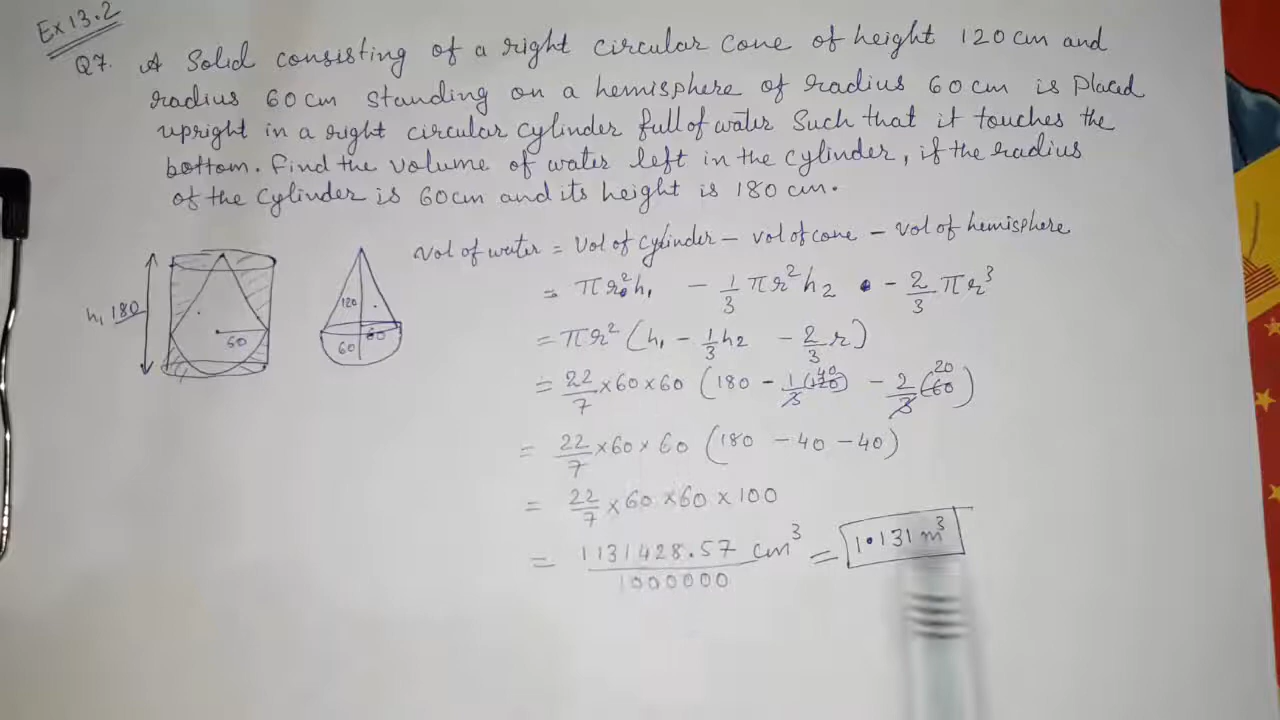 Ex 13.2
Q7. A Solid consisting of a right circular cone of height 120 cm and
radius 60 cm standing on a hemisphere of radius 60 cm is placed
upright in a right circular cylinder full of water such that it touches the
bottom. Find the volume of water left in the cylinder, if the radius
of the cylinder is 60cm and its height is 180 cm.
Vol of water = Vol of cylinder - vol of cone - vol of hemisphere
= πr²h₁ - 1/3 πr²h₂ - 2/3 πr³
= πr² (h₁ - 1/3 h₂ - 2/3 r)
h₁ 180
60
120
60
60
= 22/7 × 60 × 60 (180 - 1/3 (120) 40 - 2/3 (60) 20)
= 22/7 × 60 × 60 (180 - 40 - 40)
= 22/7 × 60 × 60 × 100
= 1131428.57 cm³ / 1000000 = 1.131 m³